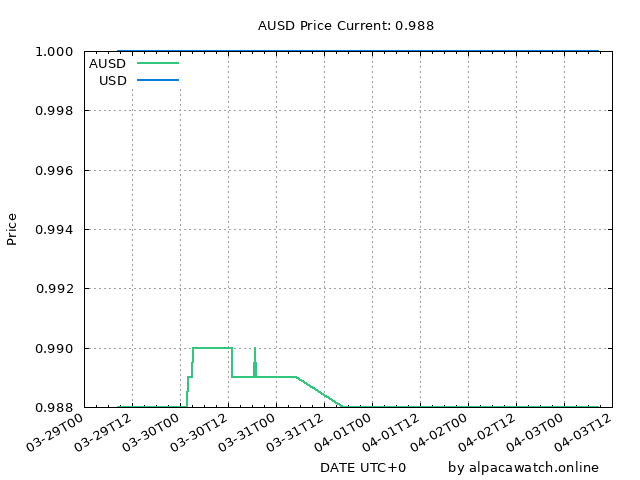 AUSD Price Current: 0.988
1.000
AUSD
USD
0.998
0.996
0.994
Price
0.992
0.990
0.988
03-29T00 03-29T12 03-30T00 03-30T12 03-31T00 03-31T12 04-01T00 04-01T12 04-02T00 04-02T12 04-03T00 04-03T12
DATE UTC+0 by alpacawatch.online